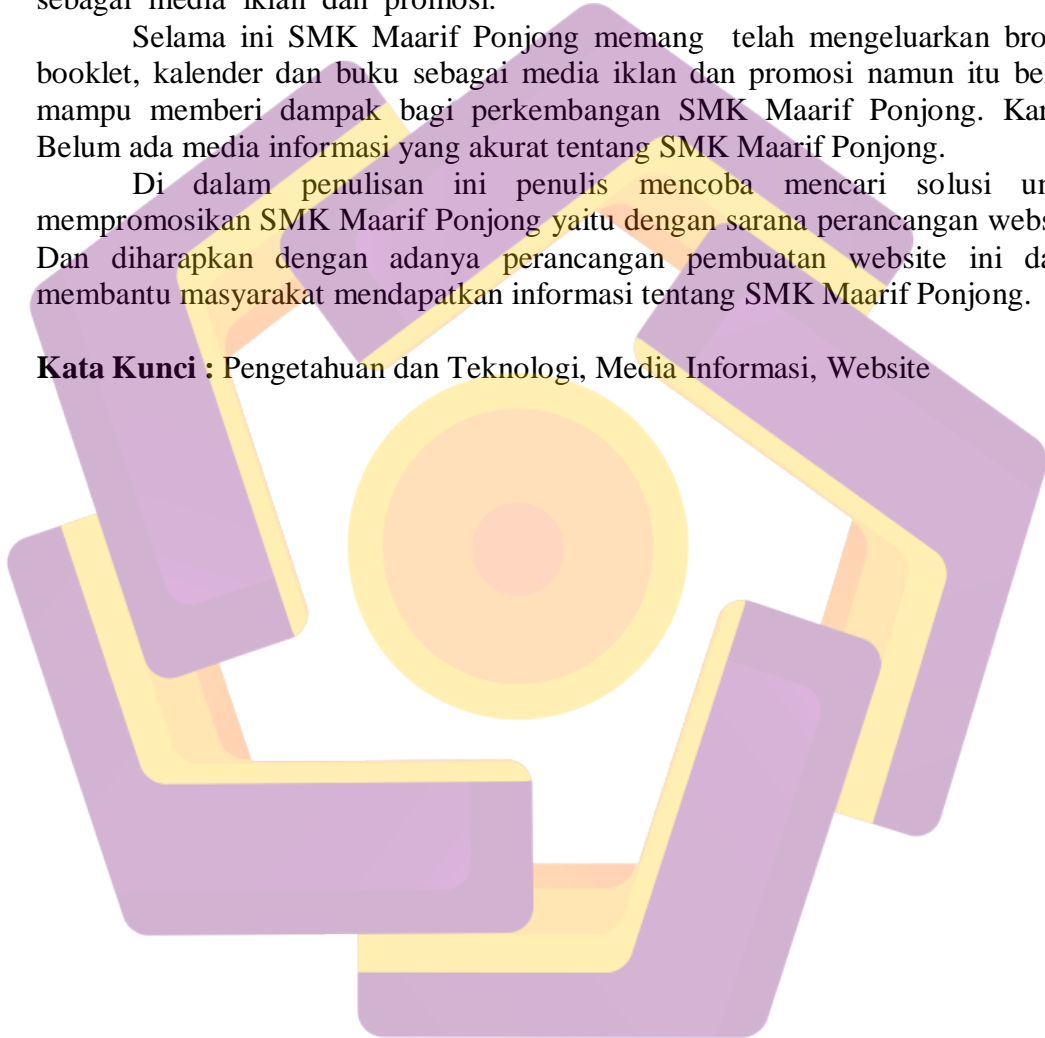 sebagai media iklan dan promosi.
Selama ini SMK Maarif Ponjong memang telah mengeluarkan bro
booklet, kalender dan buku sebagai media iklan dan promosi namun itu bel
mampu memberi dampak bagi perkembangan SMK Maarif Ponjong. Kar
Belum ada media informasi yang akurat tentang SMK Maarif Ponjong.
Di dalam penulisan ini penulis mencoba mencari solusi un
mempromosikan SMK Maarif Ponjong yaitu dengan sarana perancangan webs
Dan diharapkan dengan adanya perancangan pembuatan website ini da
membantu masyarakat mendapatkan informasi tentang SMK Maarif Ponjong.
Kata Kunci : Pengetahuan dan Teknologi, Media Informasi, Website